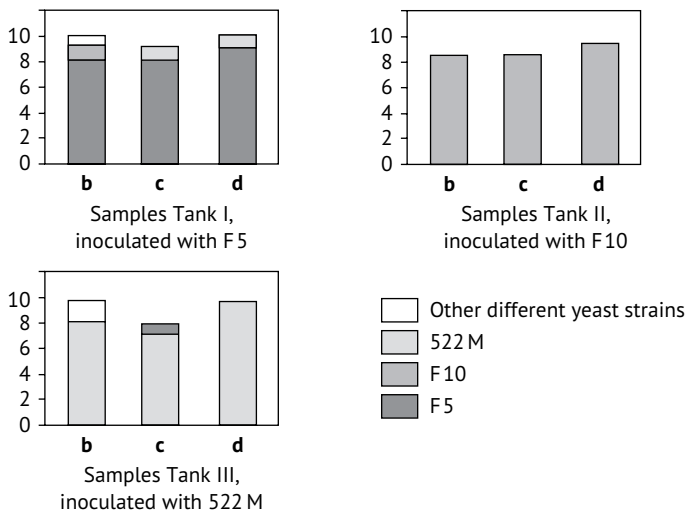 10
8
6
4
2
0
b c d
Samples Tank I,
inoculated with F5
10
8
6
4
2
0
b c d
Samples Tank II,
inoculated with F10
10
8
6
4
2
0
b c d
Samples Tank III,
inoculated with 522 M
Other different yeast strains
522 M
F 10
F 5